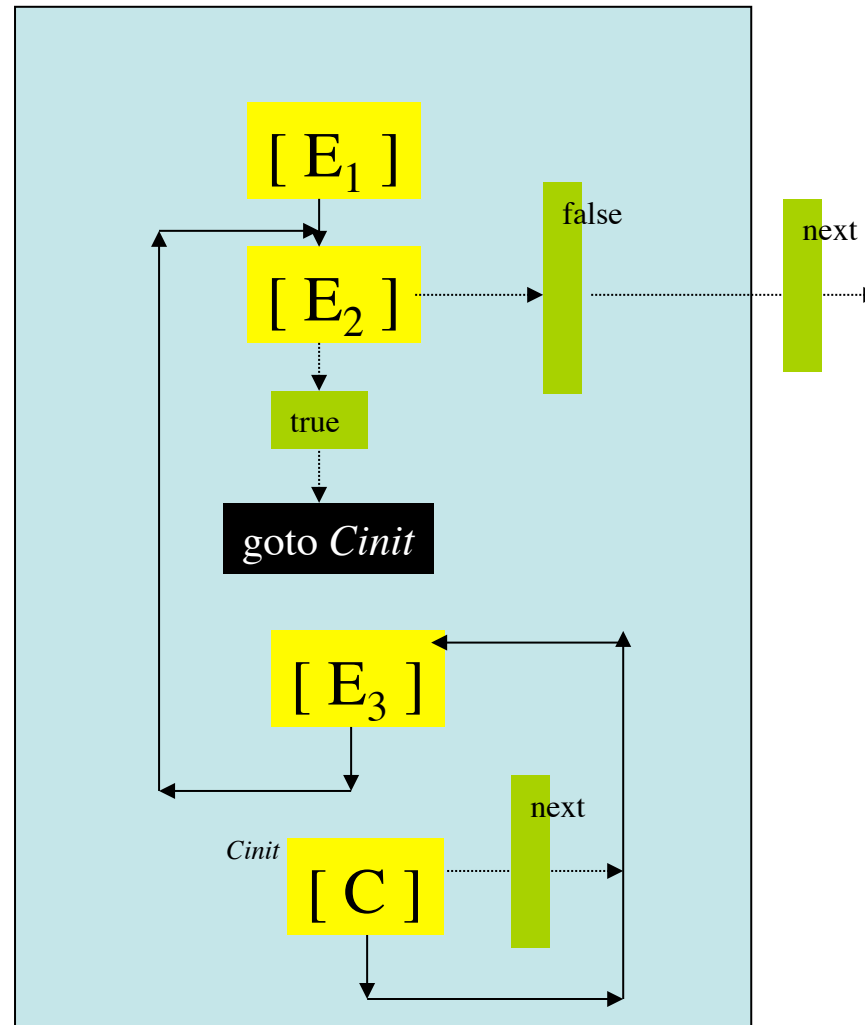 [ E₁ ]
false
next
[ E₂ ]
true
goto Cinit
[ E₃ ]
next
Cinit
[ C ]